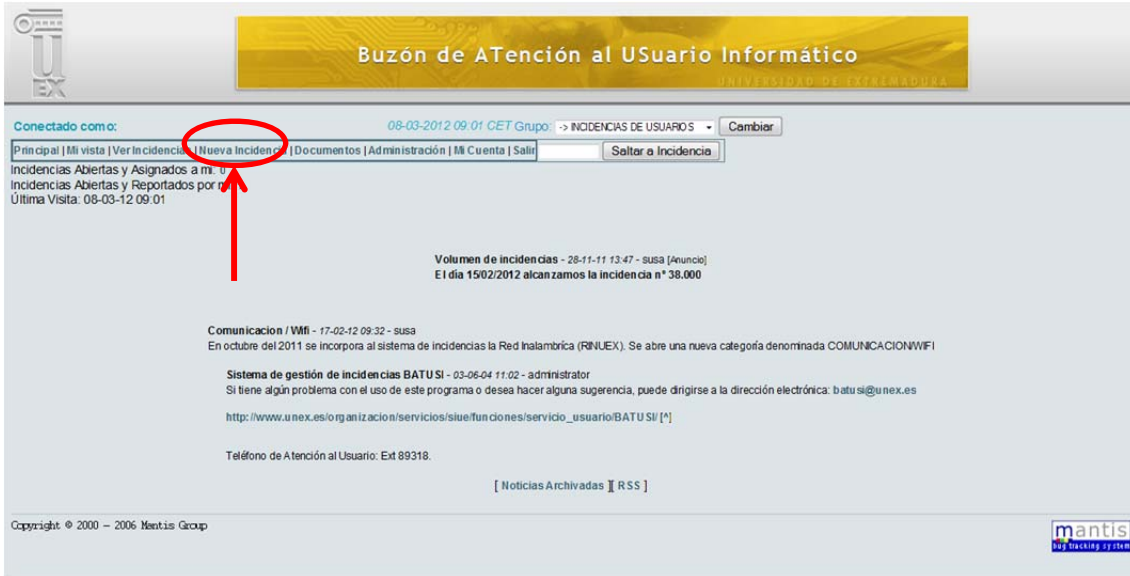 UEX
Buzón de ATención al USuario Informático
UNIVERSIDAD DE EXTREMADURA
Conectado como:
08-03-2012 09:01 CET Grupo: -> INCIDENCIAS DE USUARIOS Cambiar
Principal | Mi vista | Ver Incidencias | Nueva Incidencia | Documentos | Administración | Mi Cuenta | Salir Saltar a Incidencia
Incidencias Abiertas y Asignados a mi: 0
Incidencias Abiertas y Reportados por
Última Visita: 08-03-12 09:01
Volumen de incidencias - 28-11-11 13:47 - susa [Anuncio]
El día 15/02/2012 alcanzamos la incidencia nº 38.000
Comunicacion / Wifi - 17-02-12 09:32 - susa
En octubre del 2011 se incorpora al sistema de incidencias la Red Inalambríca (RINUEX). Se abre una nueva categoría denominada COMUNICACION/WIFI
Sistema de gestión de incidencias BATUSI - 03-06-04 11:02 - administrator
Si tiene algún problema con el uso de este programa o desea hacer alguna sugerencia, puede dirigirse a la dirección electrónica: batusi@unex.es
http://www.unex.es/organizacion/servicios/siue/funciones/servicio_usuario/BATUSI/ [^]
Teléfono de Atención al Usuario: Ext 89318.
[ Noticias Archivadas ][ RSS ]
Copyright © 2000 - 2006 Mantis Group
mantis
bug tracking system